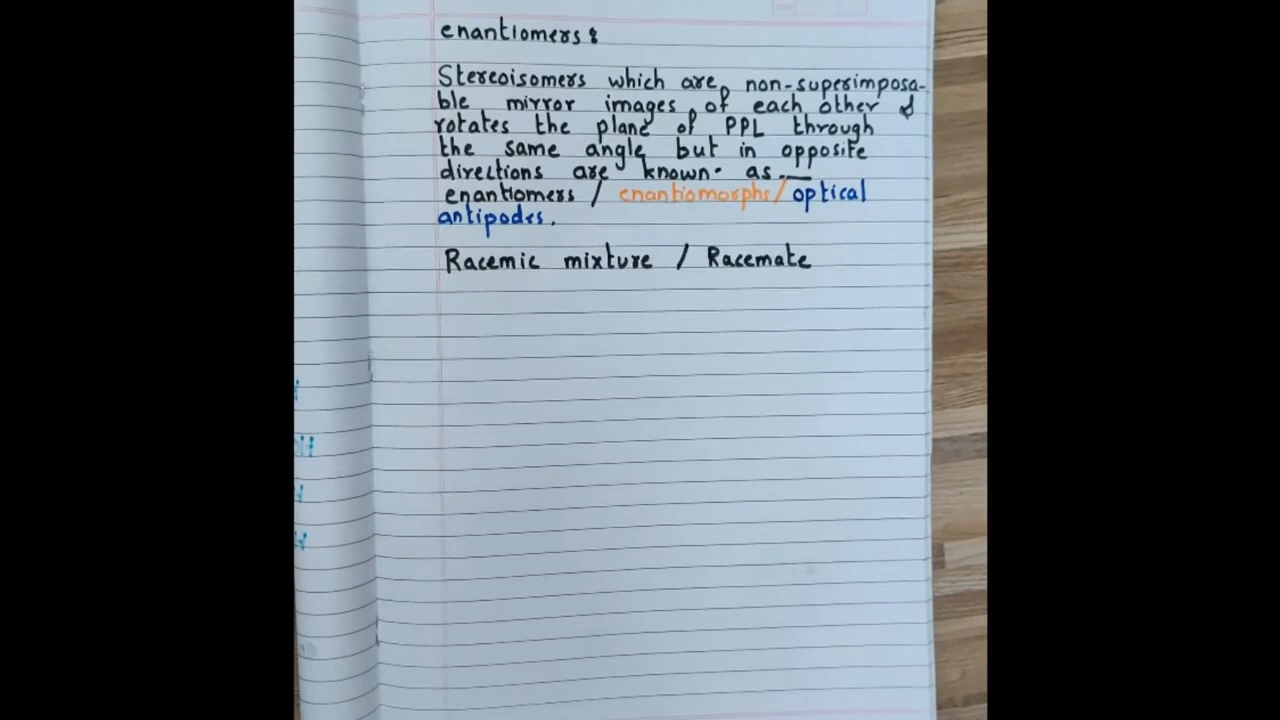 enantiomers:
Stereoisomers which are non-superimposa-
ble mirror images of each other &
rotates the plane of PPL through
the same angle but in opposite
directions are known as
enantiomers / enantiomorphs/ optical
antipodes.
Racemic mixture / Racemate